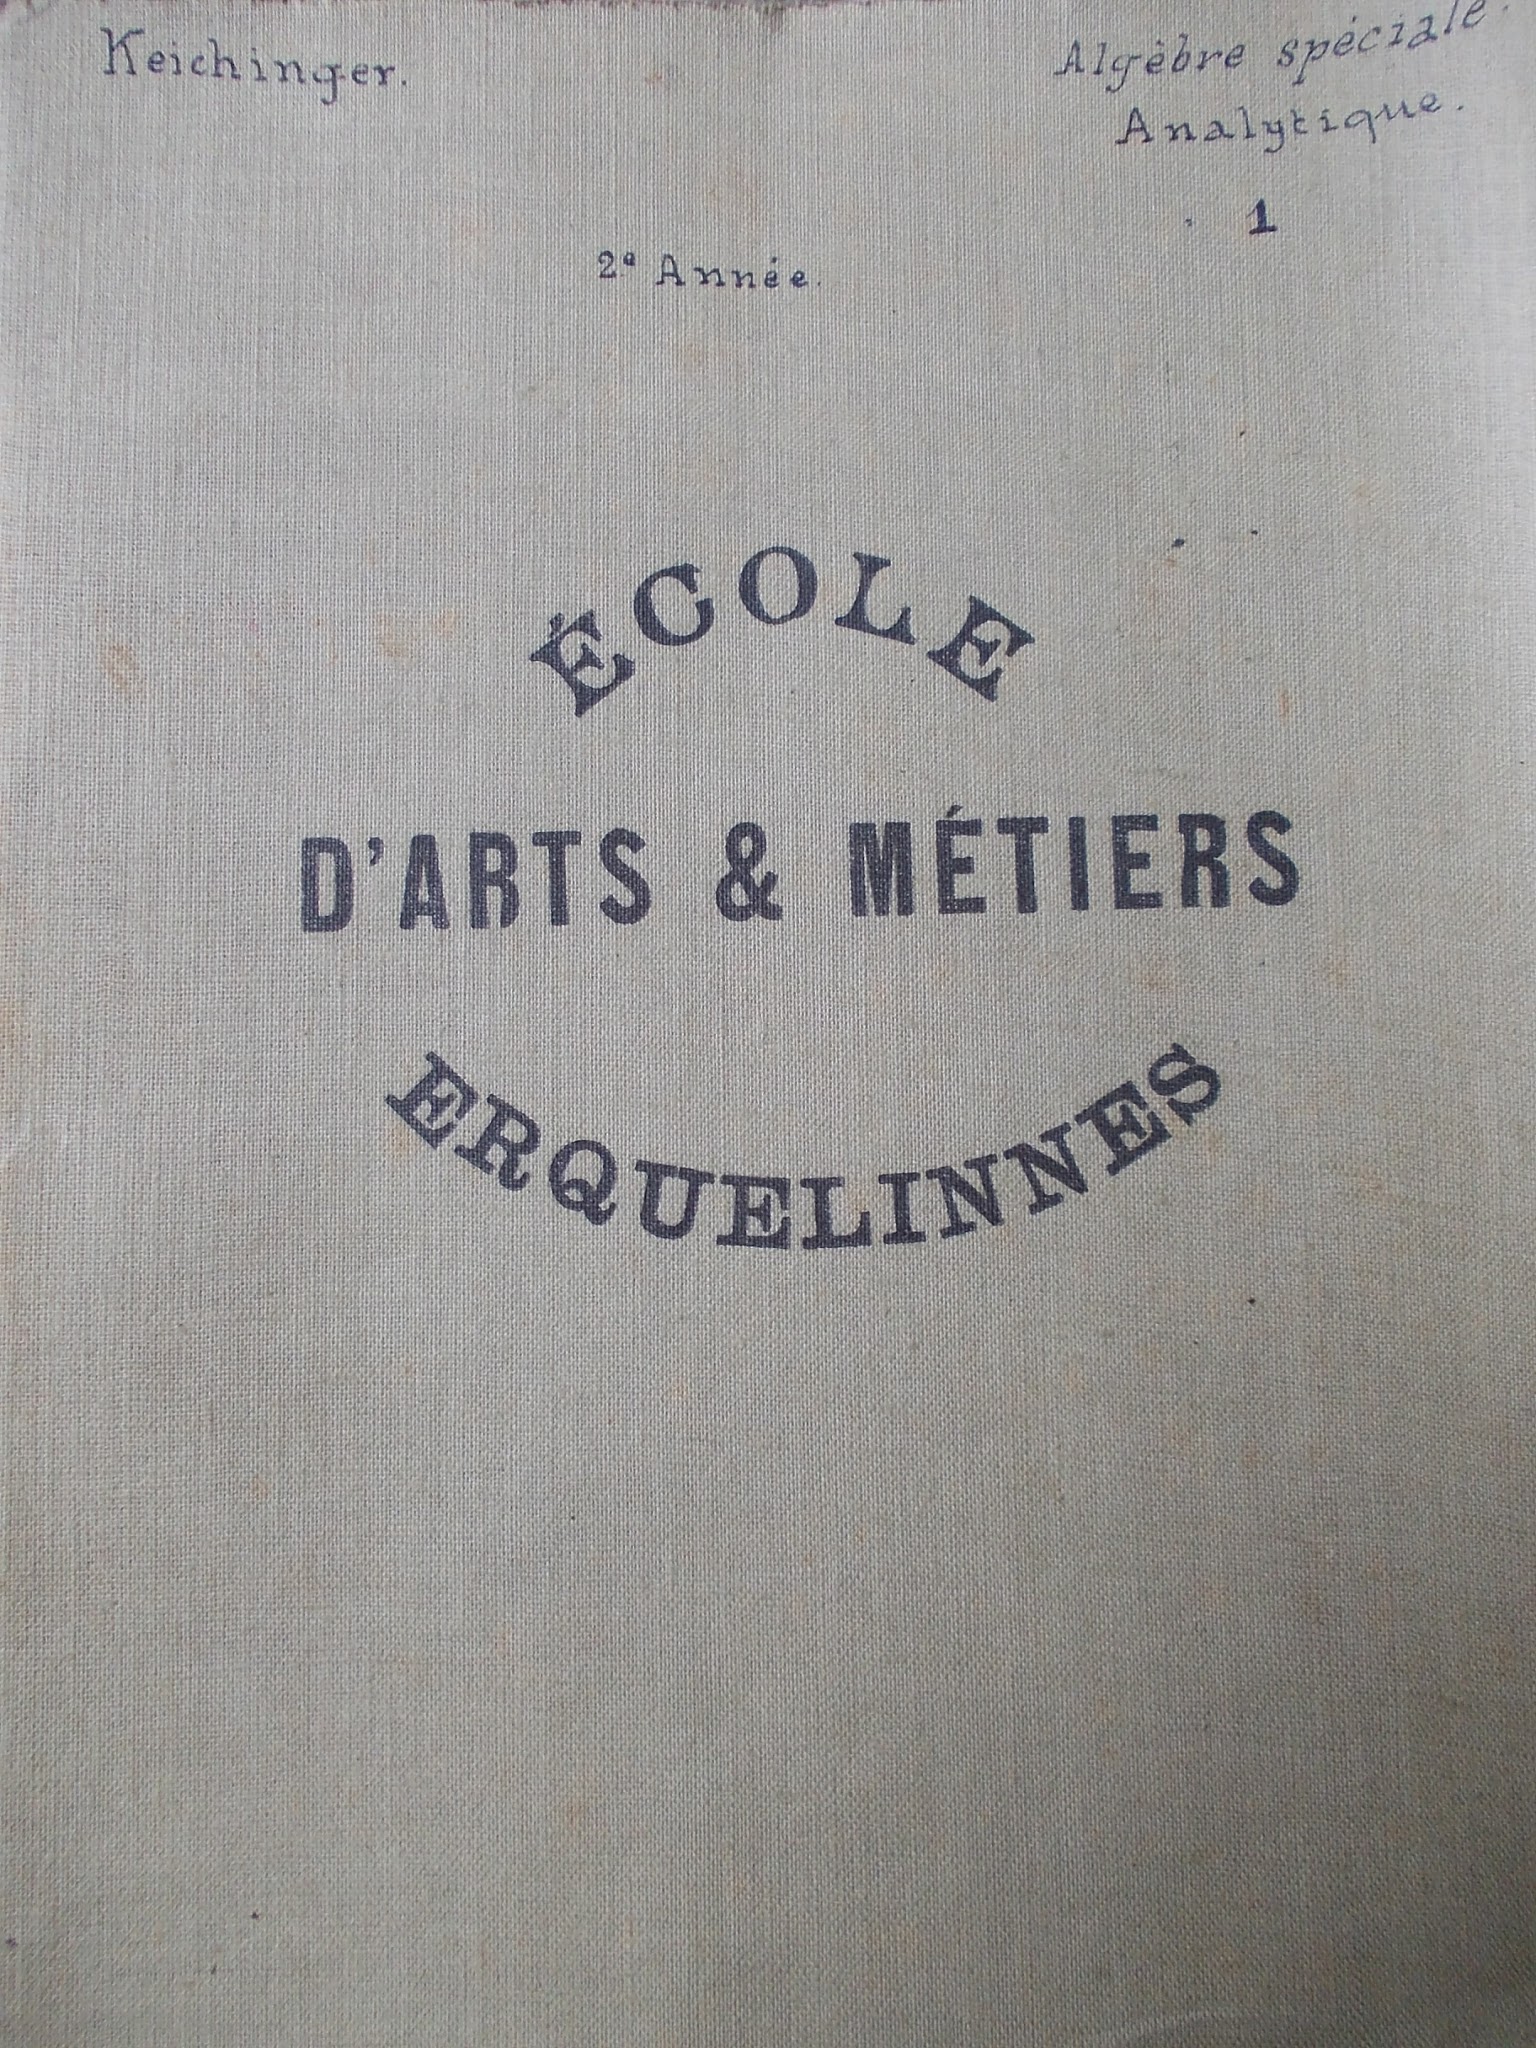 Keichinger.
Algèbre spéciale.
Analytique.
1
2e Année.
ÉCOLE
D'ARTS & MÉTIERS
ERQUELINNES